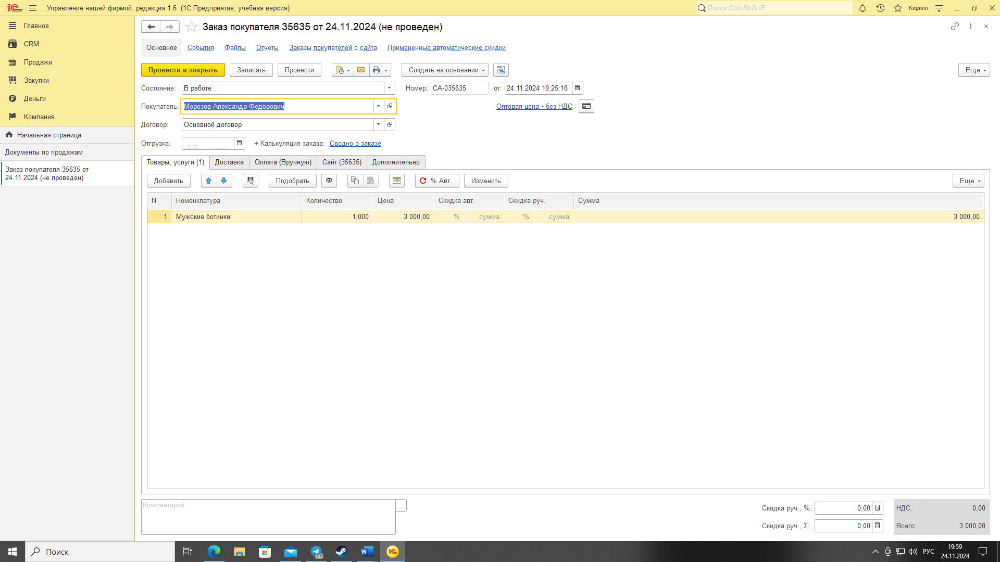 1С Управление нашей фирмой, редакция 1.6 (1С:Предприятие, учебная версия)
Поиск Ctrl+Shift+F
Кирилл
Главное
CRM
Продажи
Закупки
Деньги
Компания
Начальная страница
Документы по продажам
Заказ покупателя 35635 от
24.11.2024 (не проведен)
Заказ покупателя 35635 от 24.11.2024 (не проведен)
Основное События Файлы Отчеты Заказы покупателей с сайта Примененные автоматические скидки
Провести и закрыть Записать Провести Создать на основании Еще
Состояние: В работе Номер: СА-035635 от: 24.11.2024 19:25:16
Покупатель: Морозов Александр Федорович Оптовая цена • без НДС
Договор: Основной договор
Отгрузка: . . + Калькуляция заказа Сводно о заказе
Товары, услуги (1) Доставка Оплата (Вручную) Сайт (35635) Дополнительно
Добавить Подобрать % Авт. Изменить Еще
N Номенклатура Количество Цена Скидка авт. Скидка руч. Сумма
1 Мужские ботинки 1,000 3 000,00 % сумма % сумма 3 000,00
Комментарий ...
Скидка руч., %: 0,00 НДС: 0,00
Скидка руч., Σ: 0,00 Всего: 3 000,00
Поиск
102
1С
РУС
19:59
24.11.2024